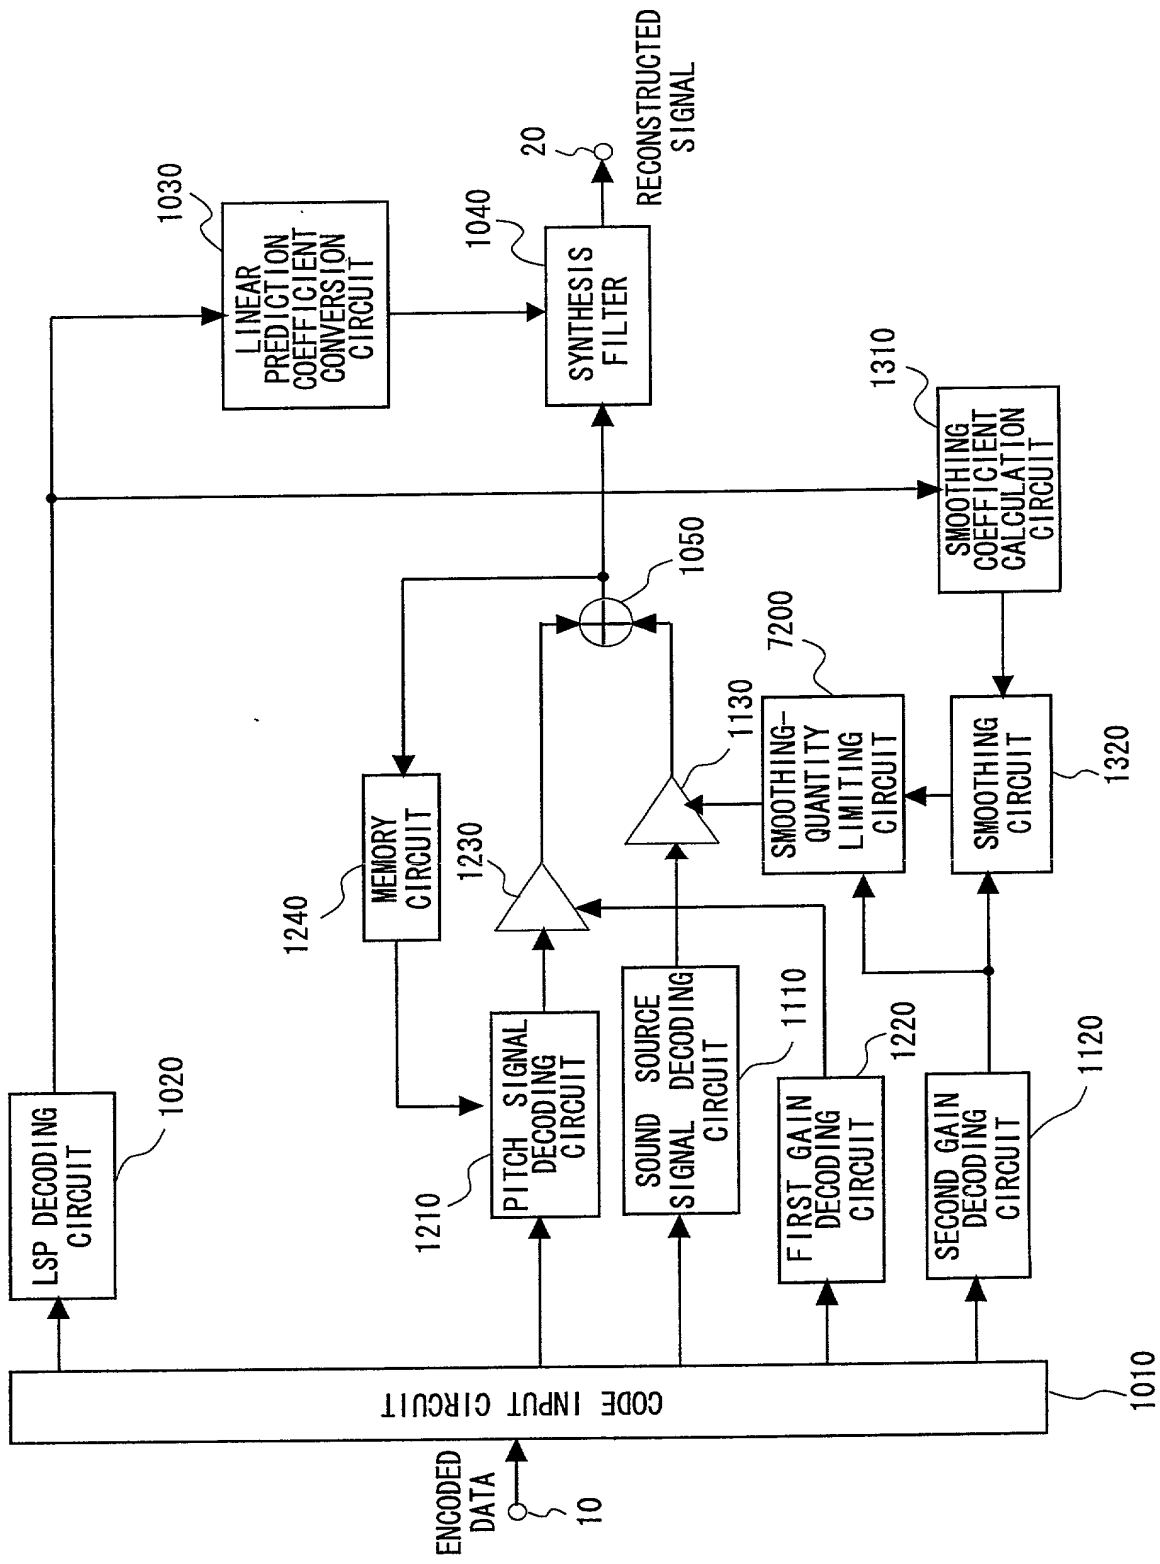 ENCODED
DATA
10
CODE INPUT CIRCUIT
1010
LSP DECODING
CIRCUIT
1020
1210
PITCH SIGNAL
DECODING
CIRCUIT
SOUND SOURCE
SIGNAL DECODING
CIRCUIT
1110
FIRST GAIN
DECODING
CIRCUIT
1220
SECOND GAIN
DECODING
CIRCUIT
1120
1240
MEMORY
CIRCUIT
1230
1130
SMOOTHING-
QUANTITY
LIMITING
CIRCUIT
7200
SMOOTHING
CIRCUIT
1320
1050
SMOOTHING
COEFFICIENT
CALCULATION
CIRCUIT
1310
LINEAR
PREDICTION
COEFFICIENT
CONVERSION
CIRCUIT
1030
SYNTHESIS
FILTER
1040
20
RECONSTRUCTED
SIGNAL